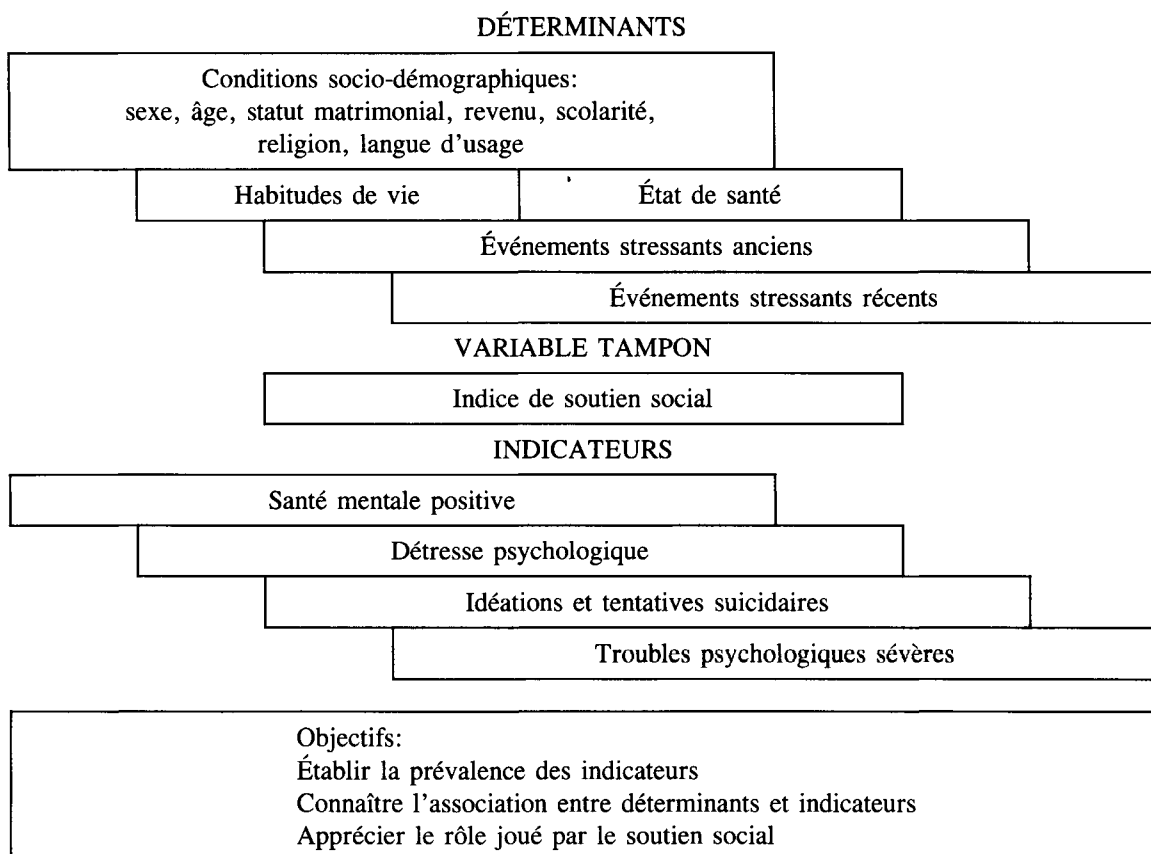 DÉTERMINANTS
Conditions socio-démographiques:
sexe, âge, statut matrimonial, revenu, scolarité,
religion, langue d'usage
Habitudes de vie
État de santé
Événements stressants anciens
Événements stressants récents
VARIABLE TAMPON
Indice de soutien social
INDICATEURS
Santé mentale positive
Détresse psychologique
Idéations et tentatives suicidaires
Troubles psychologiques sévères
Objectifs:
Établir la prévalence des indicateurs
Connaître l'association entre déterminants et indicateurs
Apprécier le rôle joué par le soutien social